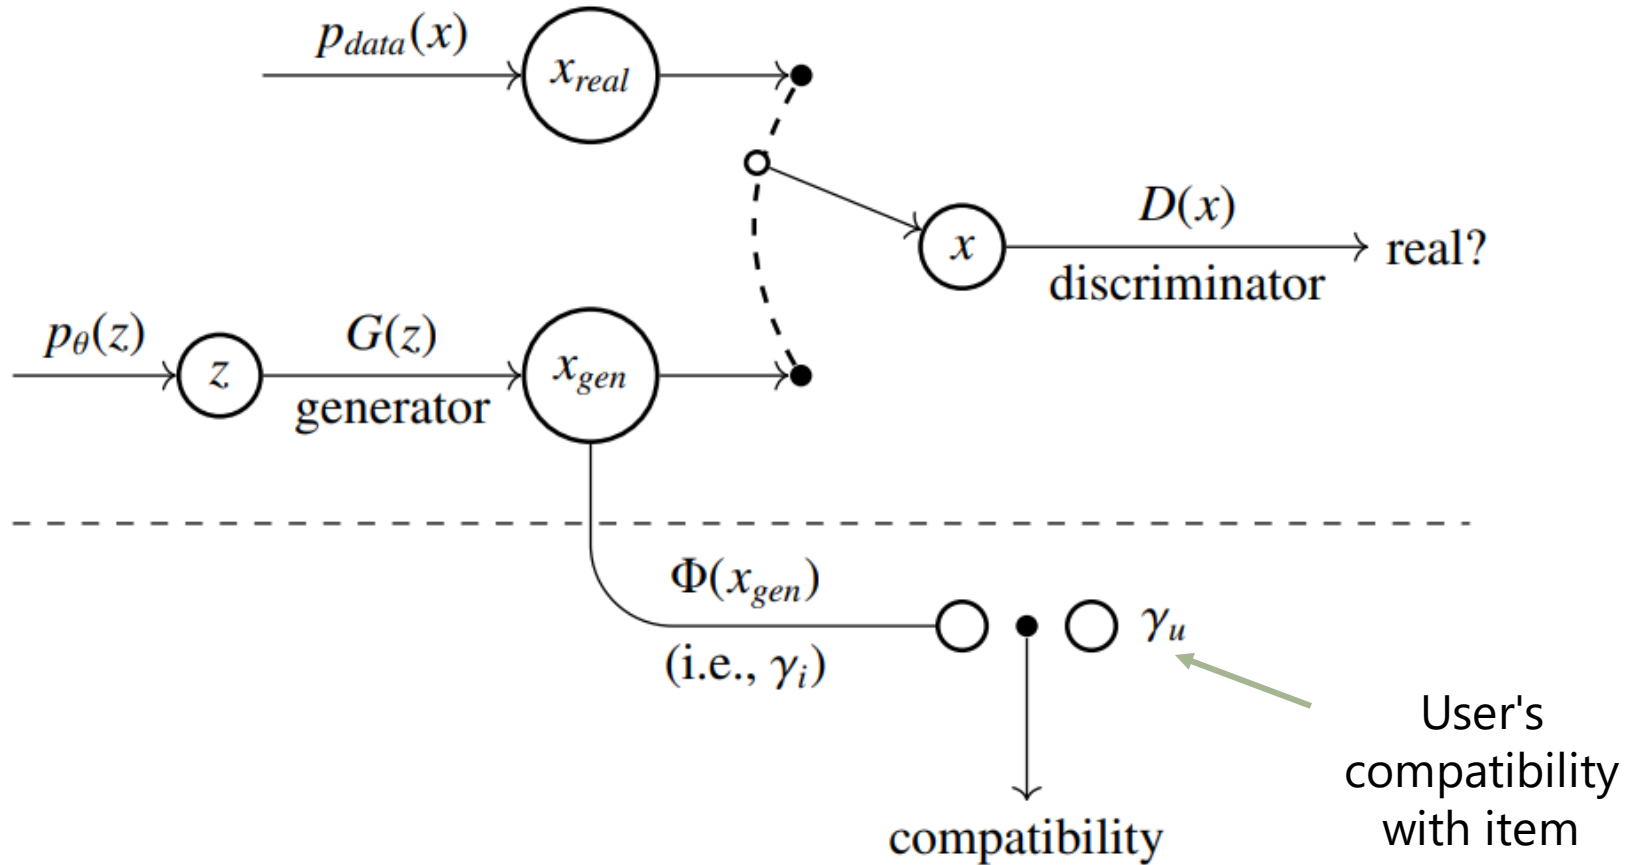 p_data(x)
x_real
D(x)
x
real?
discriminator
p_θ(z)
G(z)
z
x_gen
generator
Φ(x_gen)
γ_u
(i.e., γ_i)
User's
compatibility
with item
compatibility